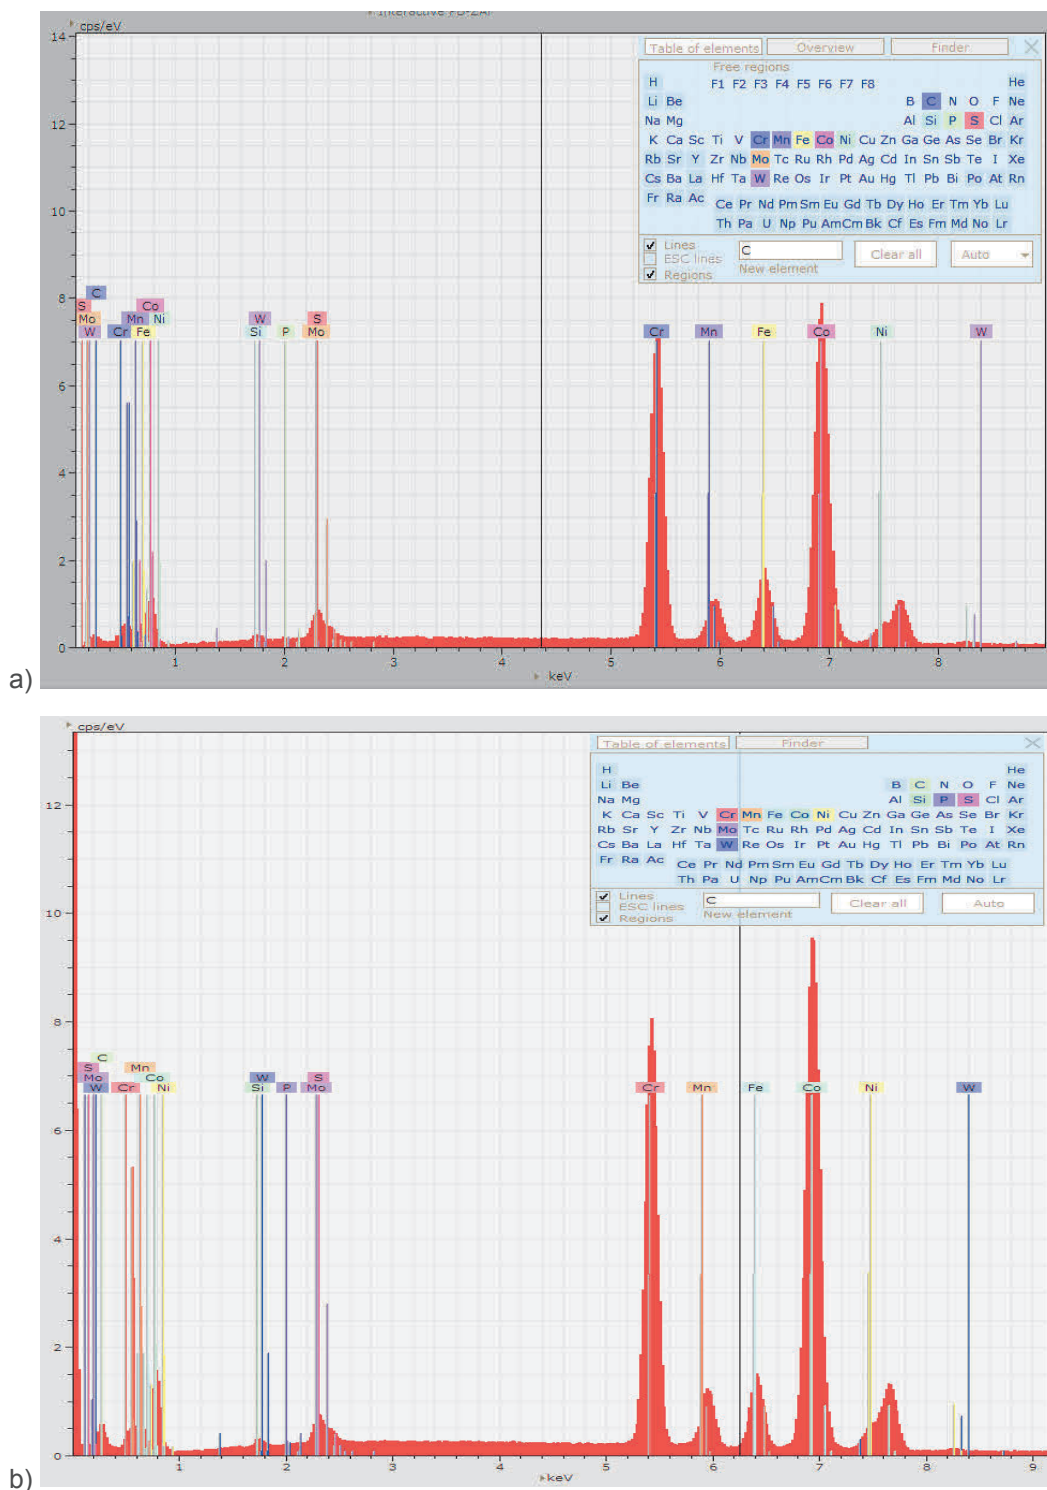 Interactive PB-ZAF
cps/eV
14
Table of elements Overview Finder
Free regions
H F1 F2 F3 F4 F5 F6 F7 F8 He
Li Be B C N O F Ne
12 Na Mg Al Si P S Cl Ar
K Ca Sc Ti V Cr Mn Fe Co Ni Cu Zn Ga Ge As Se Br Kr
Rb Sr Y Zr Nb Mo Tc Ru Rh Pd Ag Cd In Sn Sb Te I Xe
Cs Ba La Hf Ta W Re Os Ir Pt Au Hg Tl Pb Bi Po At Rn
Fr Ra Ac Ce Pr Nd Pm Sm Eu Gd Tb Dy Ho Er Tm Yb Lu
10 Th Pa U Np Pu Am Cm Bk Cf Es Fm Md No Lr
Lines C Clear all Auto
ESC lines
Regions New element
8 C
S Co
Mo Mn Ni W S
W Cr Fe Si P Mo Cr Mn Fe Co Ni W
6
4
2
0
1 2 3 4 5 6 7 8
keV
a)
cps/eV
Table of elements Finder
H He
Li Be B C N O F Ne
Na Mg Al Si P S Cl Ar
12 K Ca Sc Ti V Cr Mn Fe Co Ni Cu Zn Ga Ge As Se Br Kr
Rb Sr Y Zr Nb Mo Tc Ru Rh Pd Ag Cd In Sn Sb Te I Xe
Cs Ba La Hf Ta W Re Os Ir Pt Au Hg Tl Pb Bi Po At Rn
Fr Ra Ac Ce Pr Nd Pm Sm Eu Gd Tb Dy Ho Er Tm Yb Lu
Th Pa U Np Pu Am Cm Bk Cf Es Fm Md No Lr
Lines C Clear all Auto
ESC lines
Regions New element
10
8
C
S Mn
Mo Co W S
W Cr Ni Si P Mo Cr Mn Fe Co Ni W
6
4
2
0
1 2 3 4 5 6 7 8 9
keV
b)